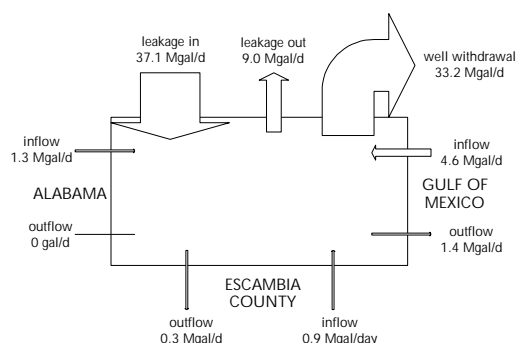 leakage in
37.1 Mgal/d
leakage out
9.0 Mgal/d
well withdrawal
33.2 Mgal/d
inflow
1.3 Mgal/d
inflow
4.6 Mgal/d
ALABAMA
GULF OF
MEXICO
outflow
0 gal/d
outflow
1.4 Mgal/d
ESCAMBIA
COUNTY
outflow
0.3 Mgal/d
inflow
0.9 Mgal/day